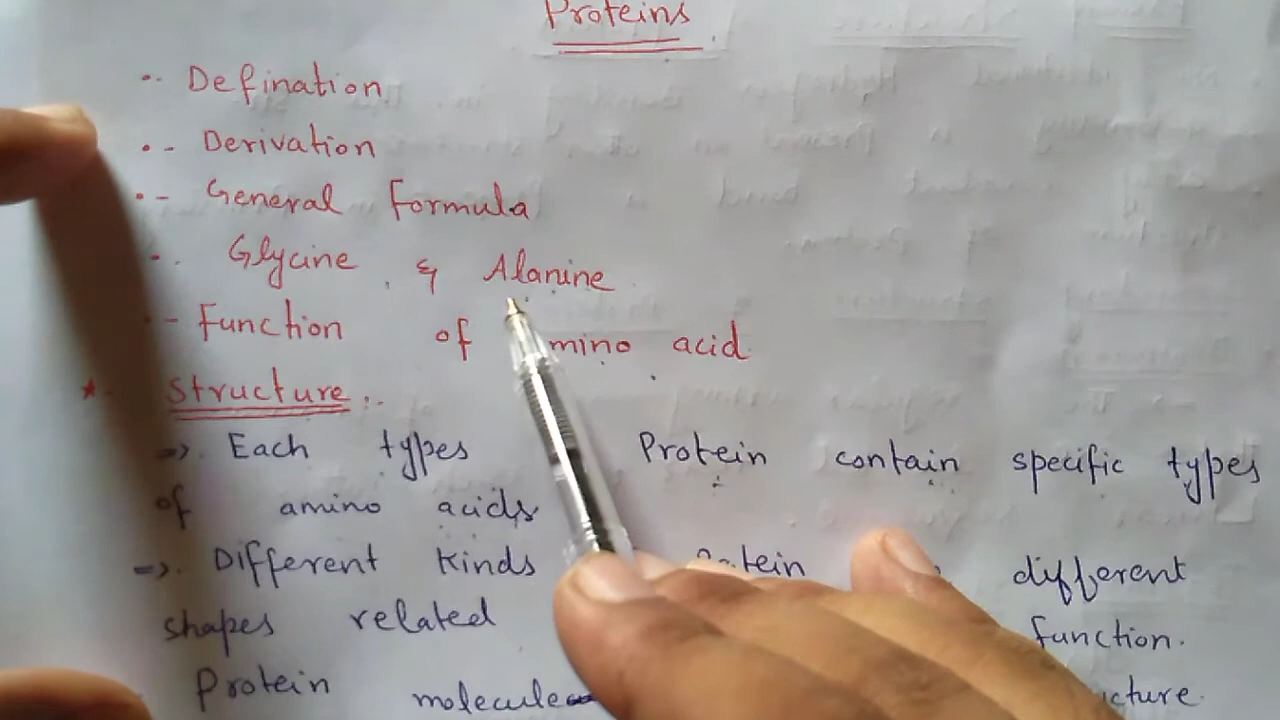 Proteins
Defination
Derivation
General Formula
Glycine & Alanine
Function of mino acid
Structure
Each types Protein contain specific types
of amino acids
Different Kinds different
shapes related function.
Protein molecule